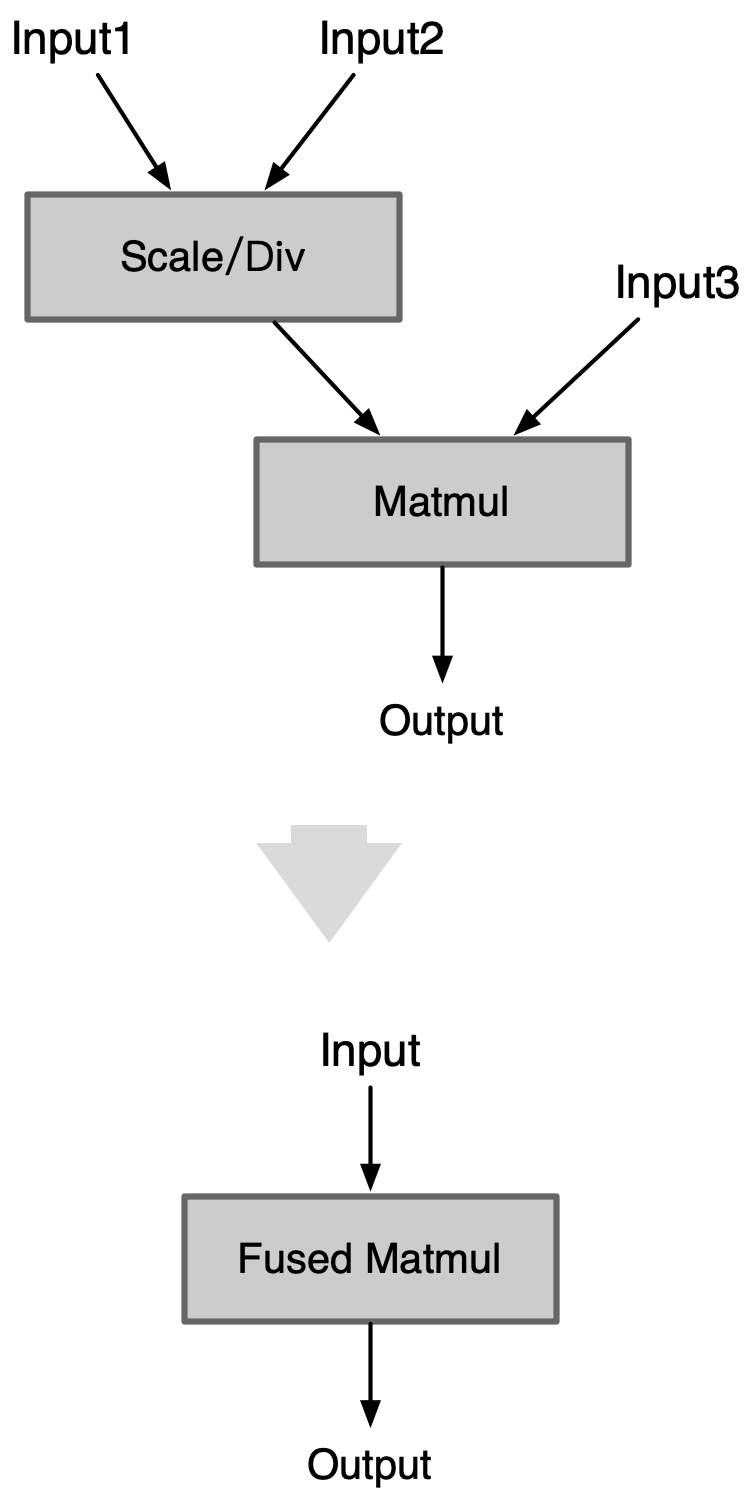 Input1
Input2
Scale/Div
Input3
Matmul
Output
Input
Fused Matmul
Output